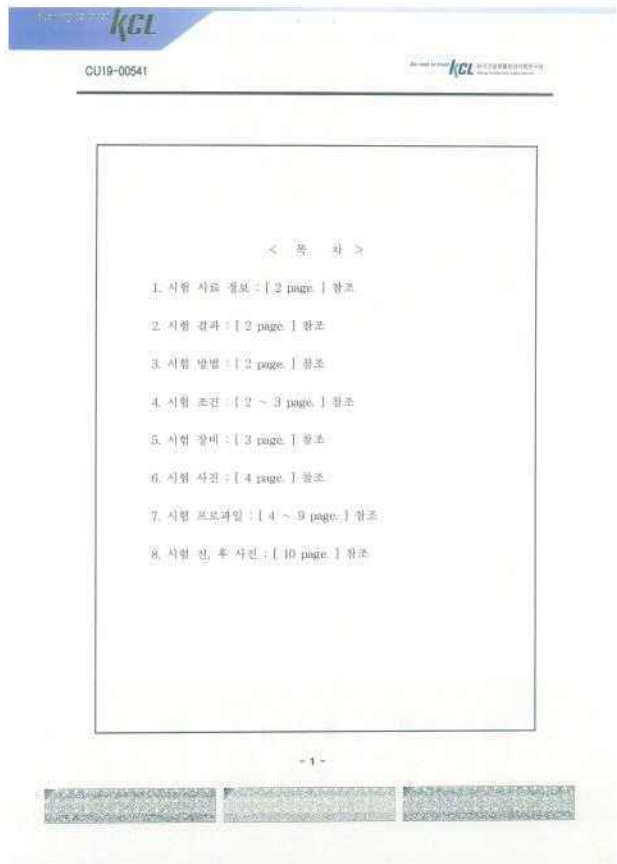 KCL
CU19-00541
KCL
< 목 차 >
1. 시험 시료 정보 : [ 2 page. ] 참조
2. 시험 결과 : [ 2 page. ] 참조
3. 시험 방법 : [ 2 page. ] 참조
4. 시험 조건 : [ 2 ~ 3 page. ] 참조
5. 시험 장비 : [ 3 page. ] 참조
6. 시험 사진 : [ 4 page. ] 참조
7. 시험 프로파일 : [ 4 ~ 9 page. ] 참조
8. 시험 전, 후 사진 : [ 10 page. ] 참조
- 1 -